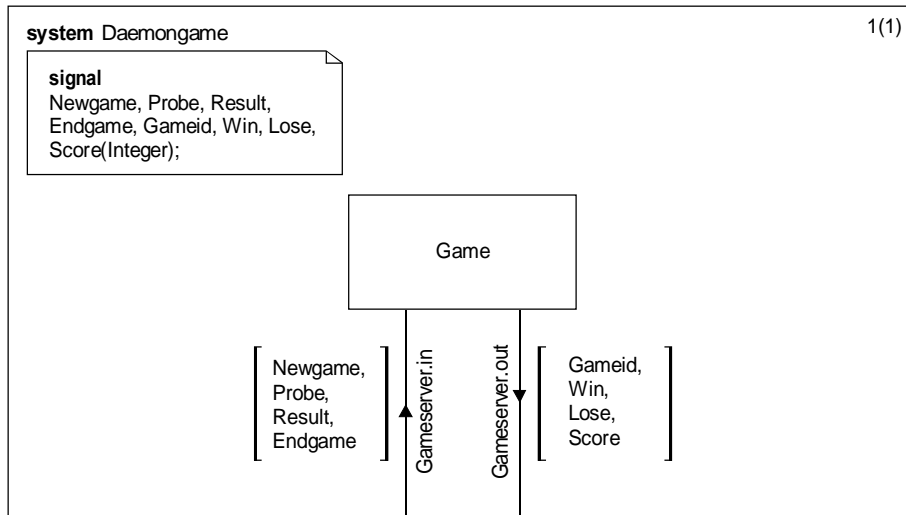 system Daemongame
1(1)
signal
Newgame, Probe, Result,
Endgame, Gameid, Win, Lose,
Score(Integer);
Game
Newgame,
Probe,
Result,
Endgame
Gameserver.in
Gameserver.out
Gameid,
Win,
Lose,
Score